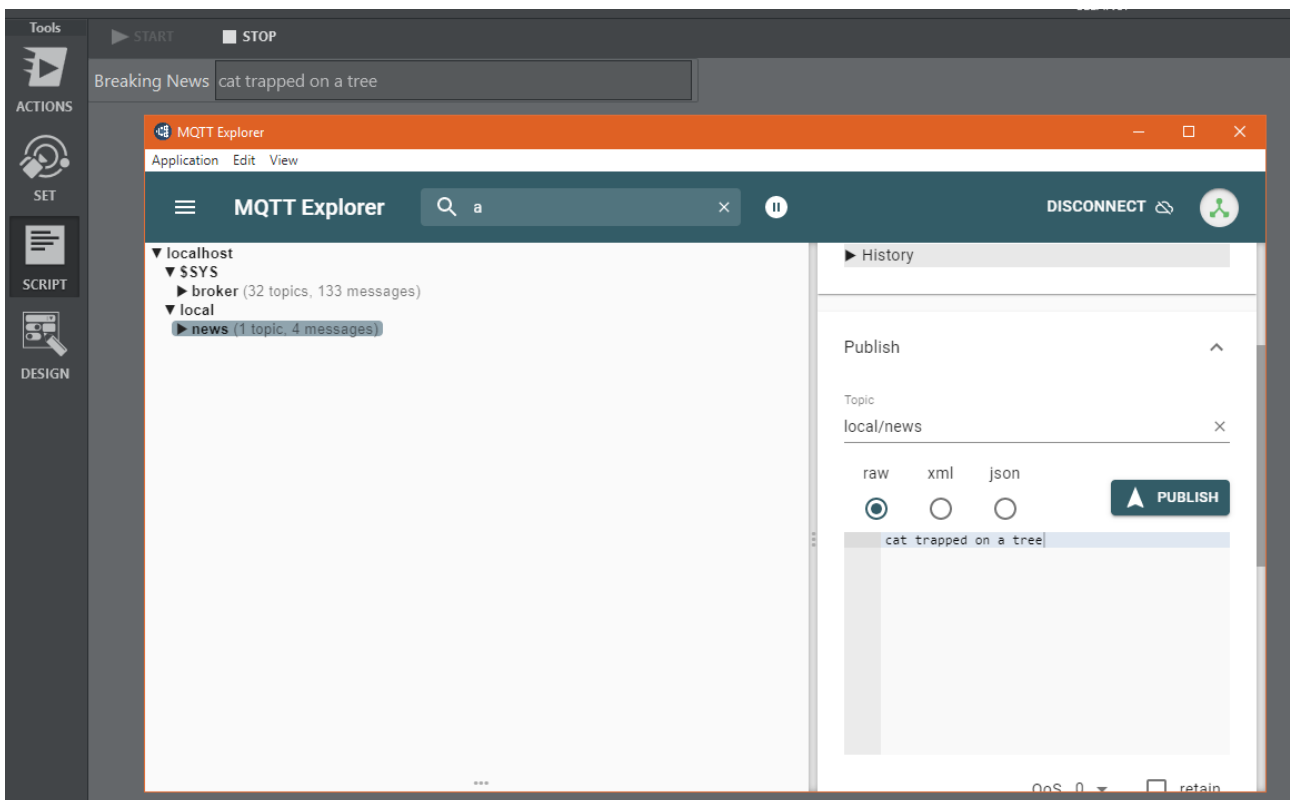 Tools
START
STOP
Breaking News cat trapped on a tree
ACTIONS
SET
SCRIPT
DESIGN
MQTT Explorer
Application Edit View
MQTT Explorer
a
DISCONNECT
▼ localhost
▼ $SYS
▶ broker (32 topics, 133 messages)
▼ local
▶ news (1 topic, 4 messages)
▶ History
Publish
Topic
local/news
raw xml json
PUBLISH
cat trapped on a tree
QoS 0
retain